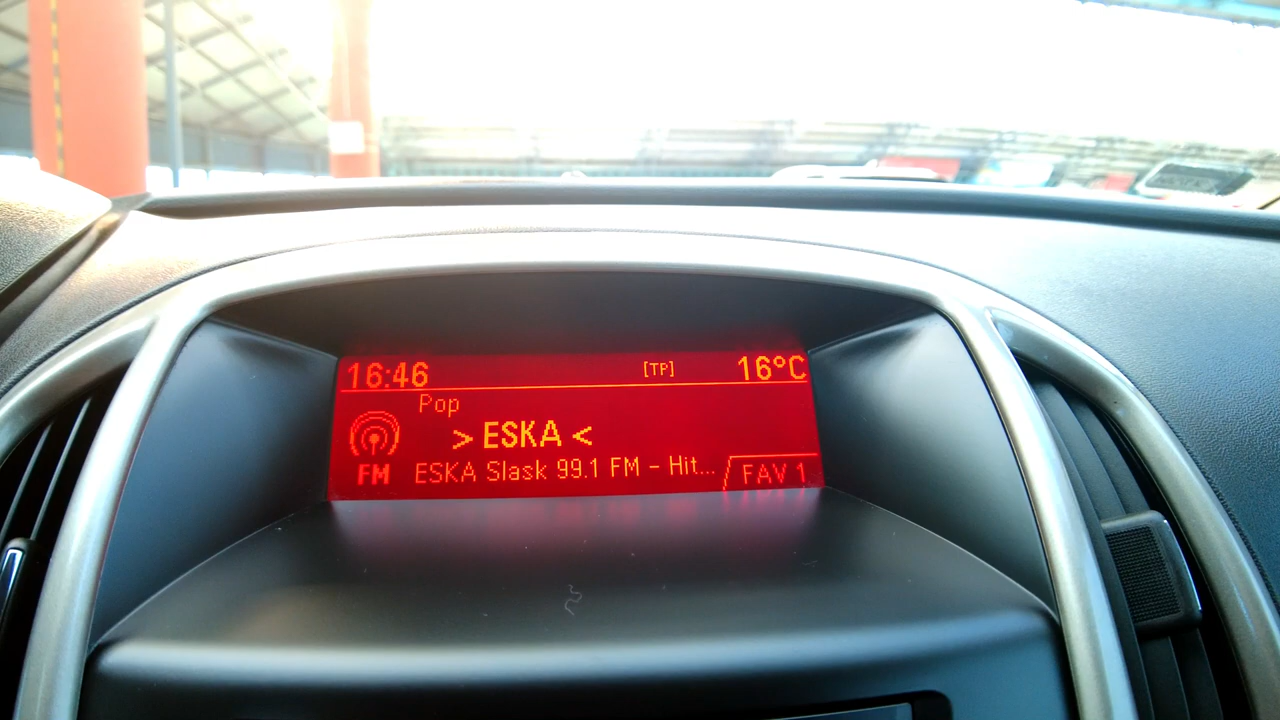 16:46 [TP] 16°C
Pop
> ESKA <
FM ESKA Slask 99.1 FM - Hit... FAV 1